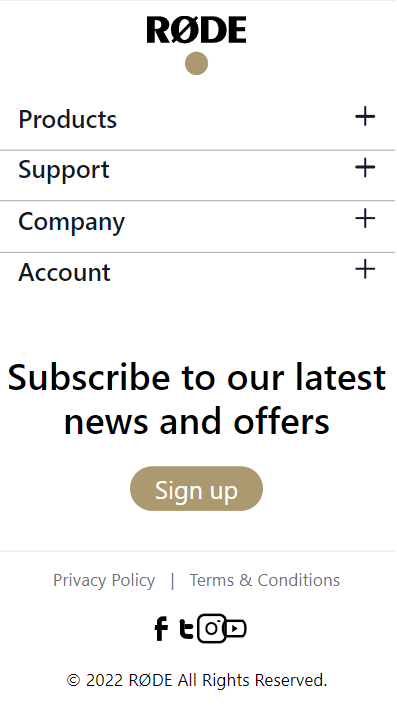 RØDE
Products
Support
Company
Account
Subscribe to our latest
news and offers
Sign up
Privacy Policy | Terms & Conditions
© 2022 RØDE All Rights Reserved.